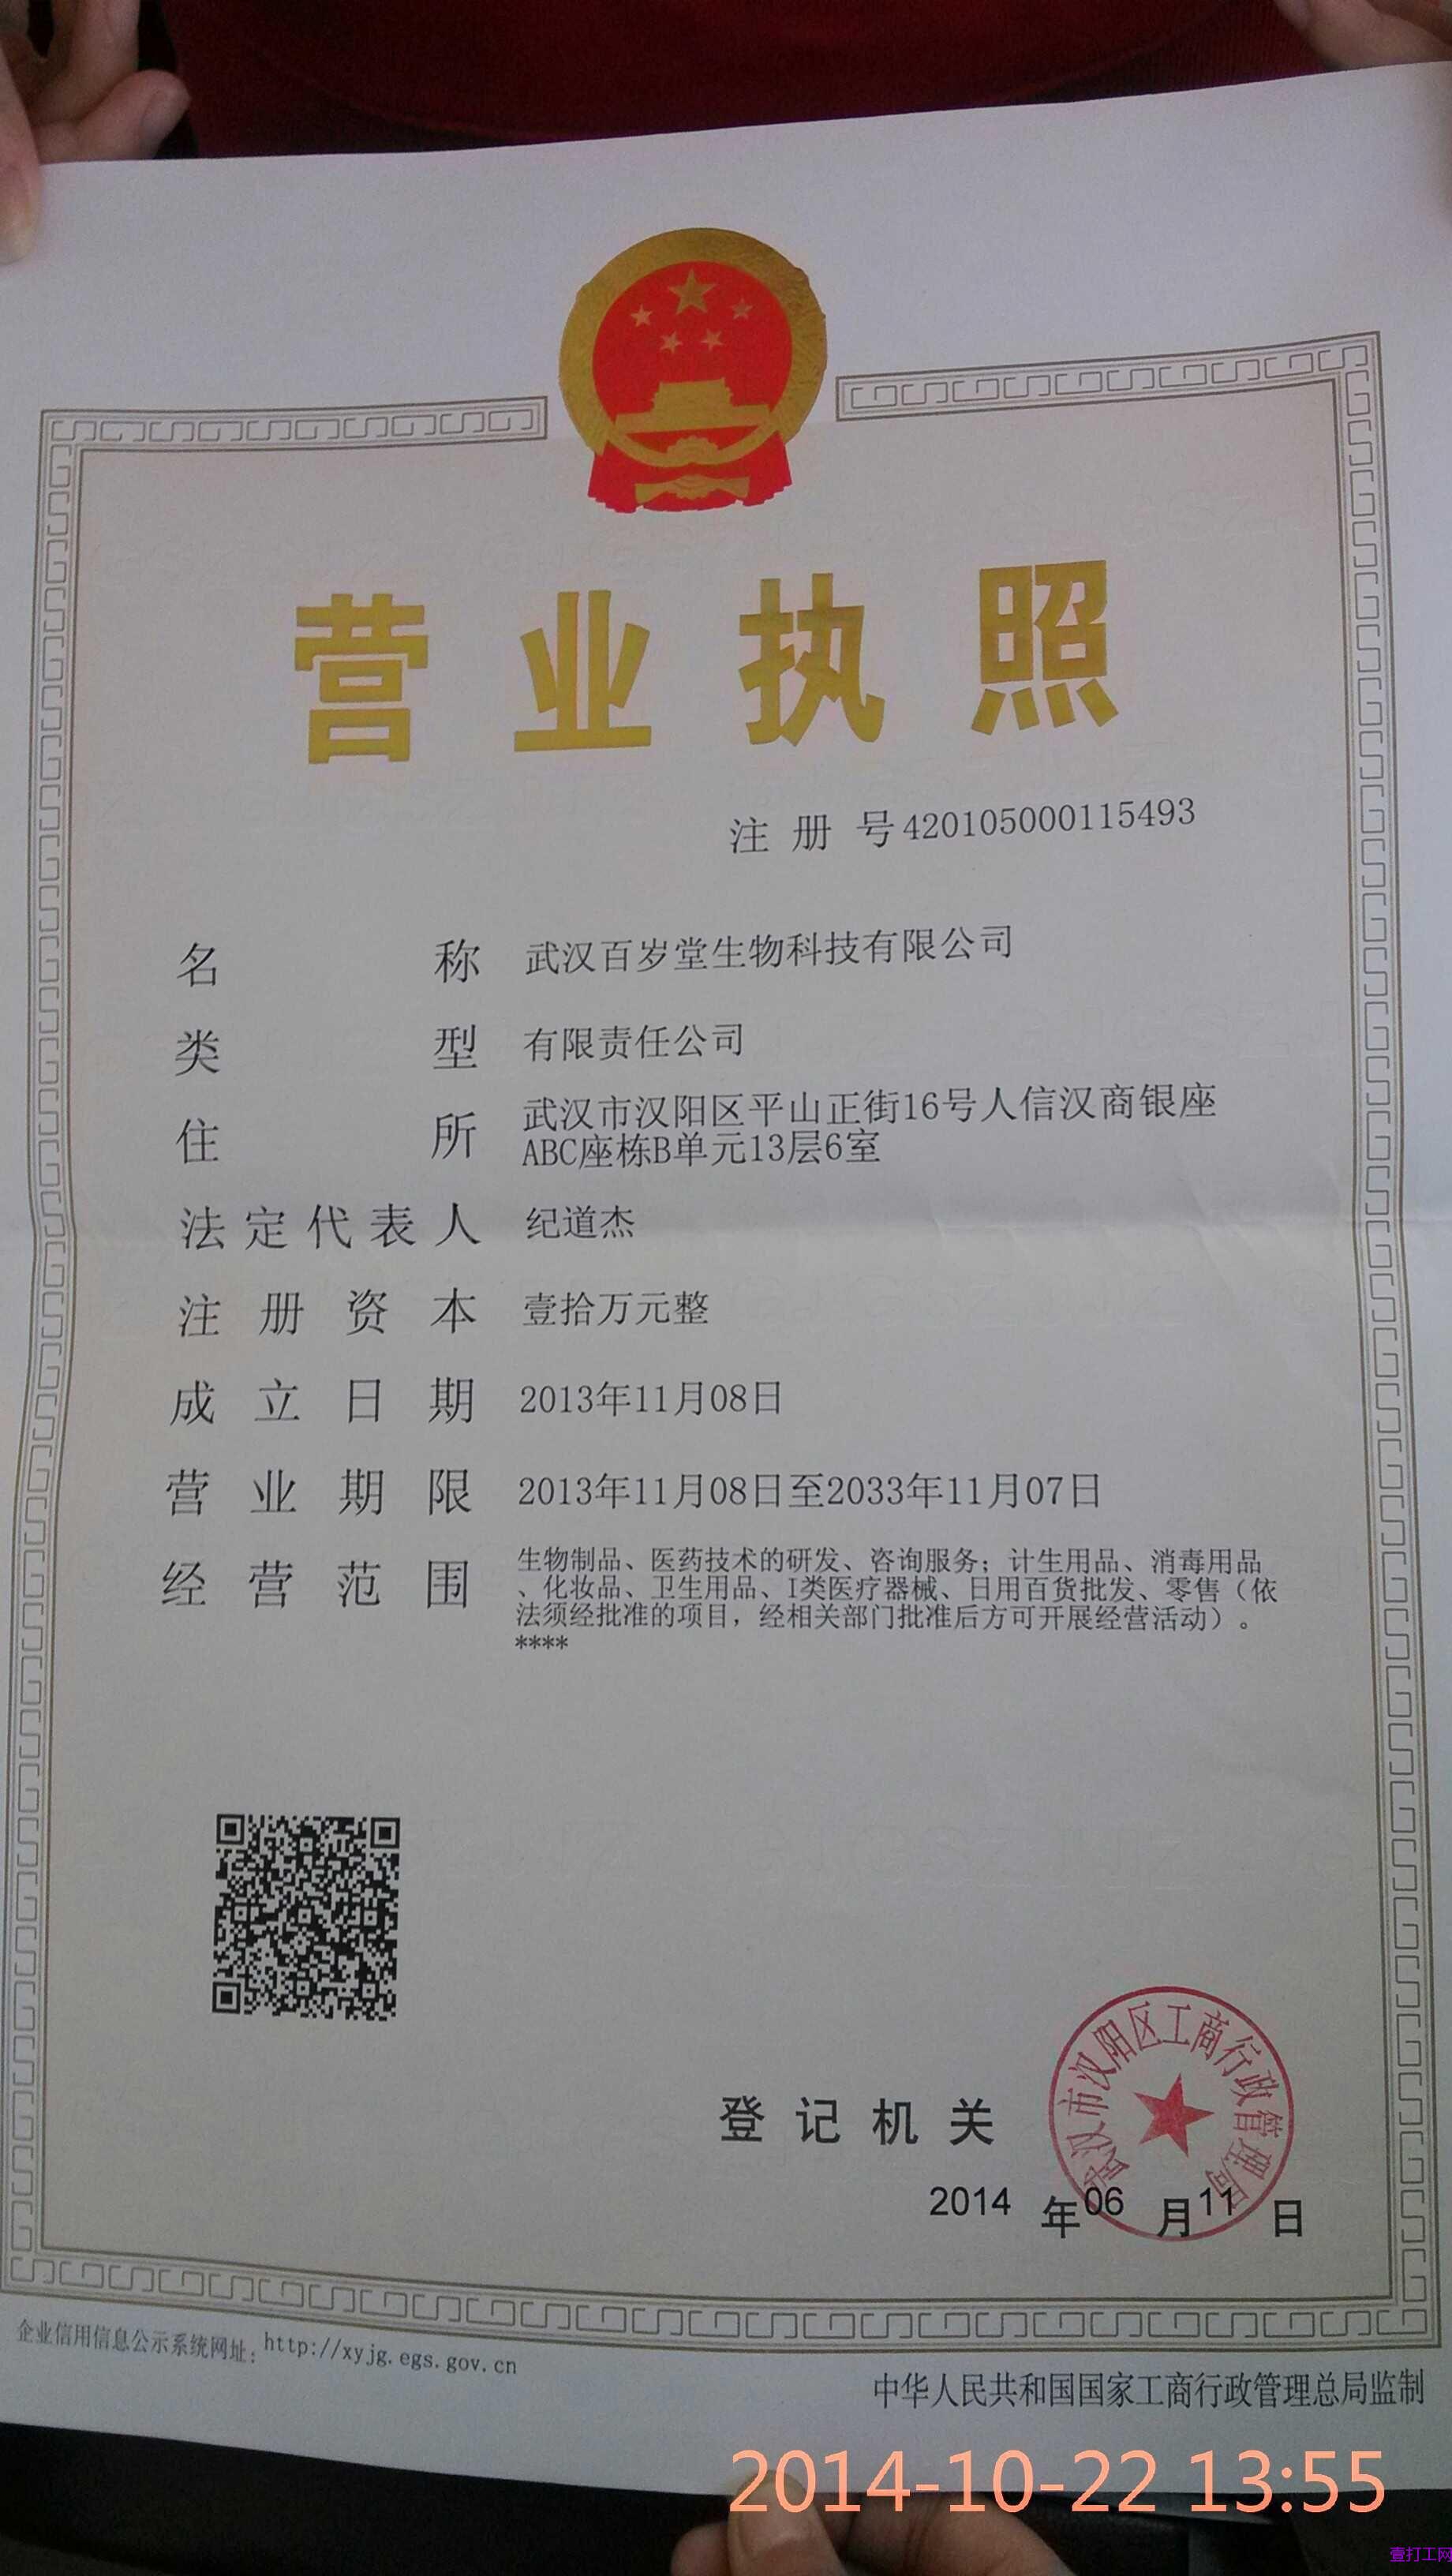 营业执照
注册号420105000115493
名称 武汉百岁堂生物科技有限公司
类型 有限责任公司
住所 武汉市汉阳区平山正街16号人信汉商银座
ABC座栋B单元13层6室
法定代表人 纪道杰
注册资本 壹拾万元整
成立日期 2013年11月08日
营业期限 2013年11月08日至2033年11月07日
经营范围 生物制品、医药技术的研发、咨询服务；计生用品、消毒用品
、化妆品、卫生用品、I类医疗器械、日用百货批发、零售（依
法须经批准的项目，经相关部门批准后方可开展经营活动）。
****
武汉市汉阳区工商行政管理局
登记机关
2014年06月11日
企业信用信息公示系统网址：http://xyjg.egs.gov.cn
中华人民共和国国家工商行政管理总局监制
2014-10-22 13:55
壹打工网